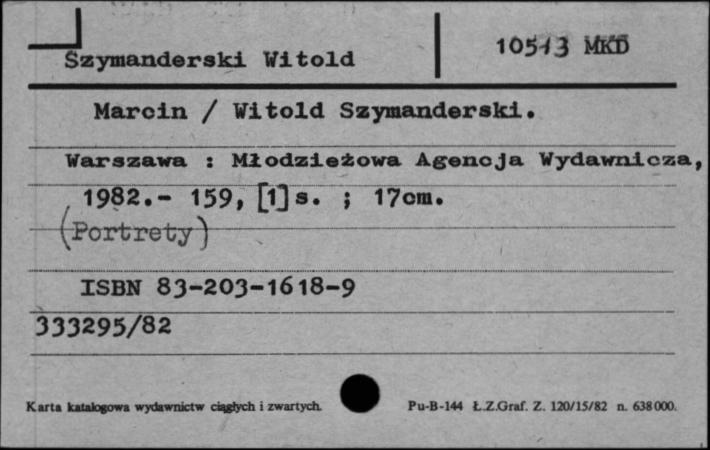 Szymanderski Witold
10513 MKD
Marcin / Witold Szymanderski.
Warszawa : Młodzieżowa Agencja Wydawnicza,
1982.- 159, [1] s. ; 17cm.
(Portrety)
ISBN 83-203-1618-9
333295/82
Karta katalogowa wydawnictw ciągłych i zwartych.
Pu-B-144 Ł.Z.Graf. Z. 120/15/82 n. 638000.